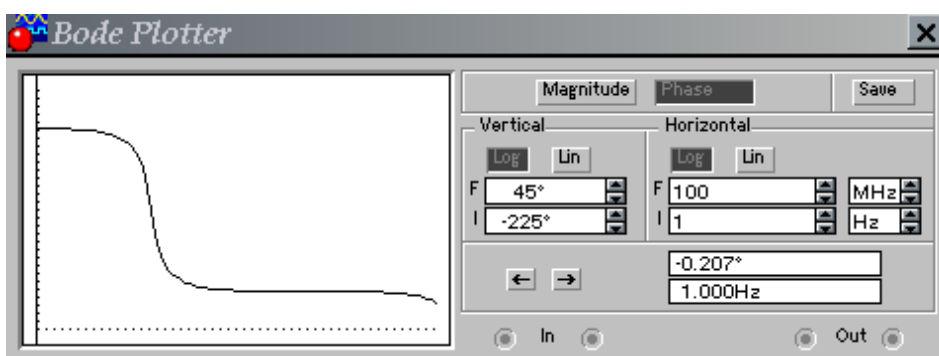 Bode Plotter
Magnitude Phase Save
Vertical Horizontal
Log Lin Log Lin
F 45° F 100 MHz
I -225° I 1 Hz
-0.207°
1.000Hz
In Out